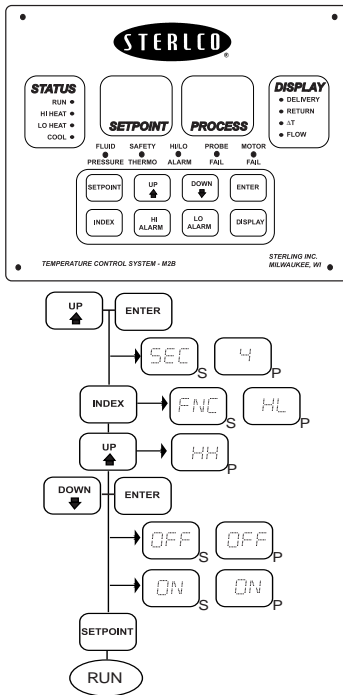 STERLCO®
STATUS
RUN
HI HEAT
LO HEAT
COOL
SETPOINT
PROCESS
DISPLAY
DELIVERY
RETURN
ΔT
FLOW
FLUID PRESSURE
SAFETY THERMO
HI/LO ALARM
PROBE FAIL
MOTOR FAIL
SETPOINT UP DOWN ENTER
INDEX HI ALARM LO ALARM DISPLAY
TEMPERATURE CONTROL SYSTEM - M2B
STERLING INC.
MILWAUKEE, WI
UP ENTER
SEC S 4 P
INDEX FNC S HL P
UP HH P
DOWN ENTER
OFF S OFF P
ON S ON P
SETPOINT
RUN